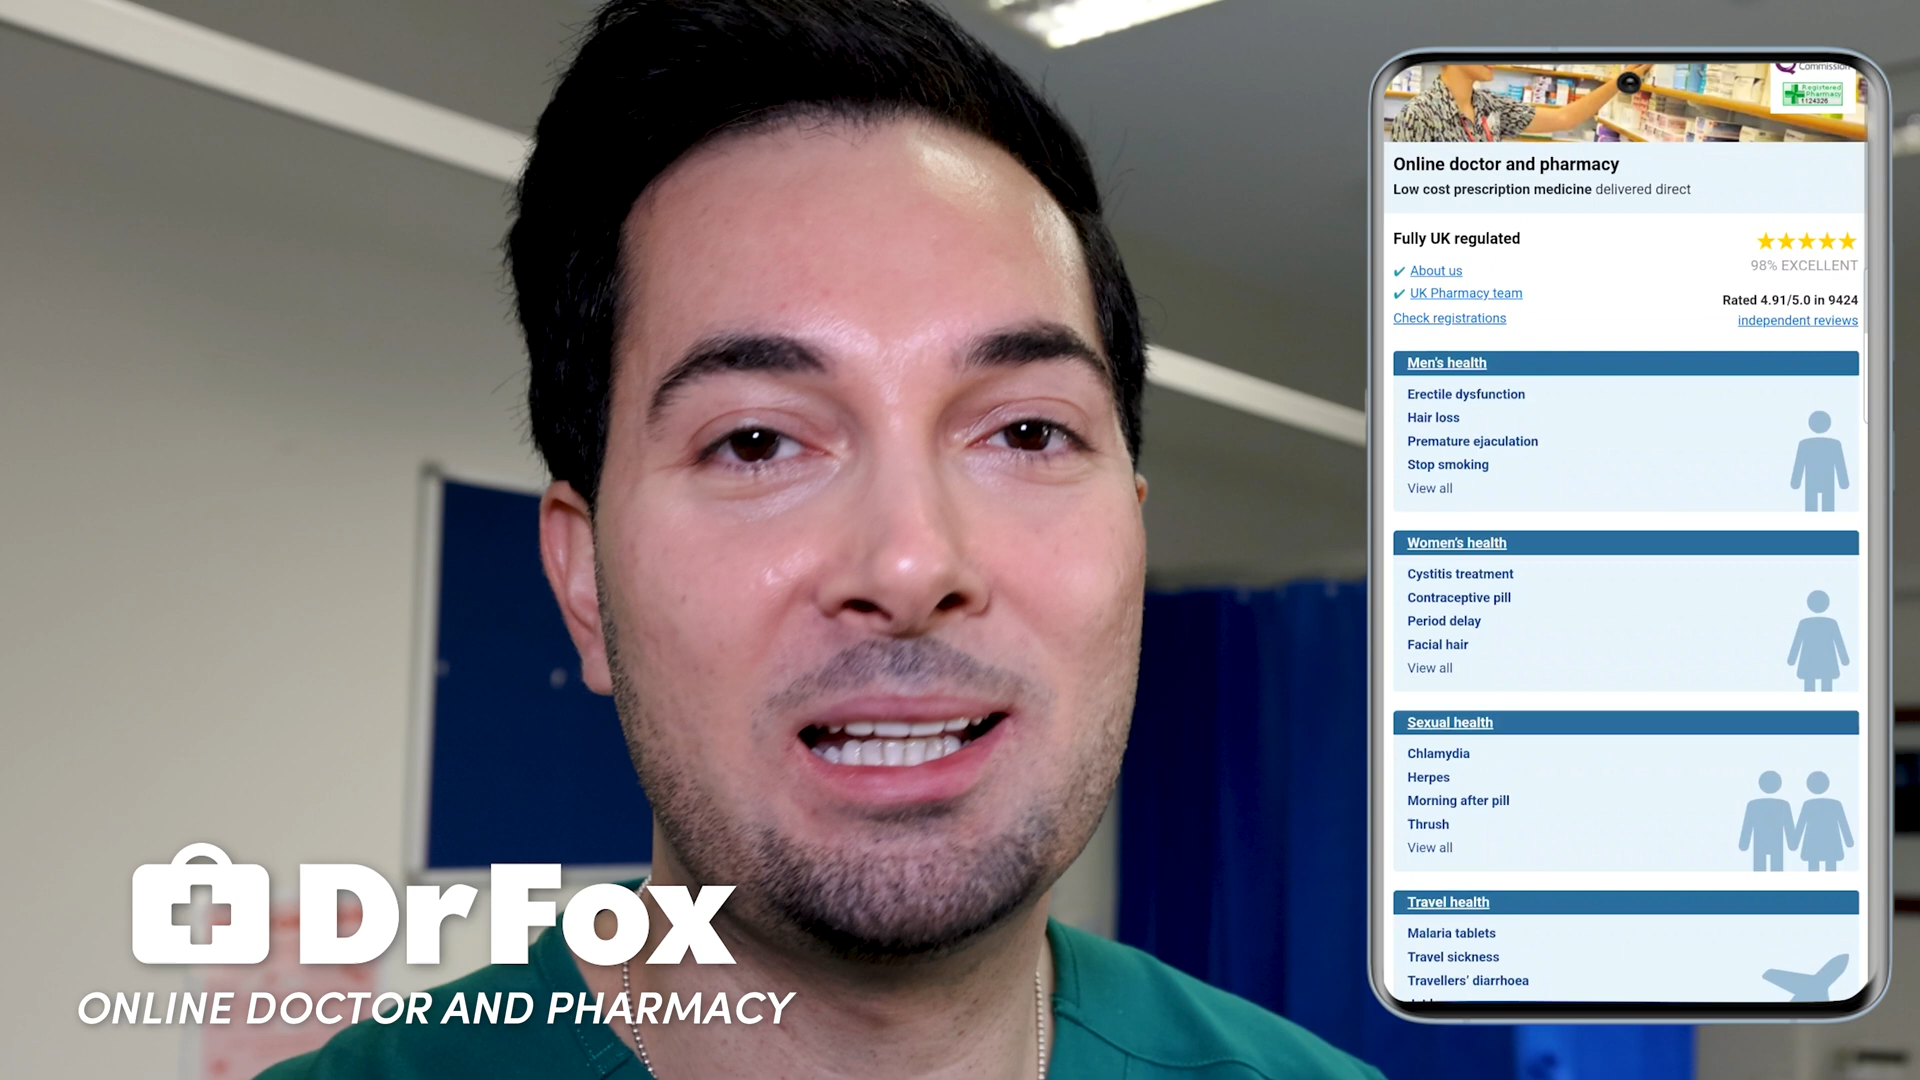 Commission
Registered
Pharmacy
1124326
Online doctor and pharmacy
Low cost prescription medicine delivered direct
Fully UK regulated
98% EXCELLENT
✔ About us
✔ UK Pharmacy team
Rated 4.91/5.0 in 9424
Check registrations
independent reviews
Men's health
Erectile dysfunction
Hair loss
Premature ejaculation
Stop smoking
View all
Women's health
Cystitis treatment
Contraceptive pill
Period delay
Facial hair
View all
Sexual health
Chlamydia
Herpes
Morning after pill
Thrush
View all
Travel health
Malaria tablets
Travel sickness
Travellers' diarrhoea
Dr Fox
ONLINE DOCTOR AND PHARMACY